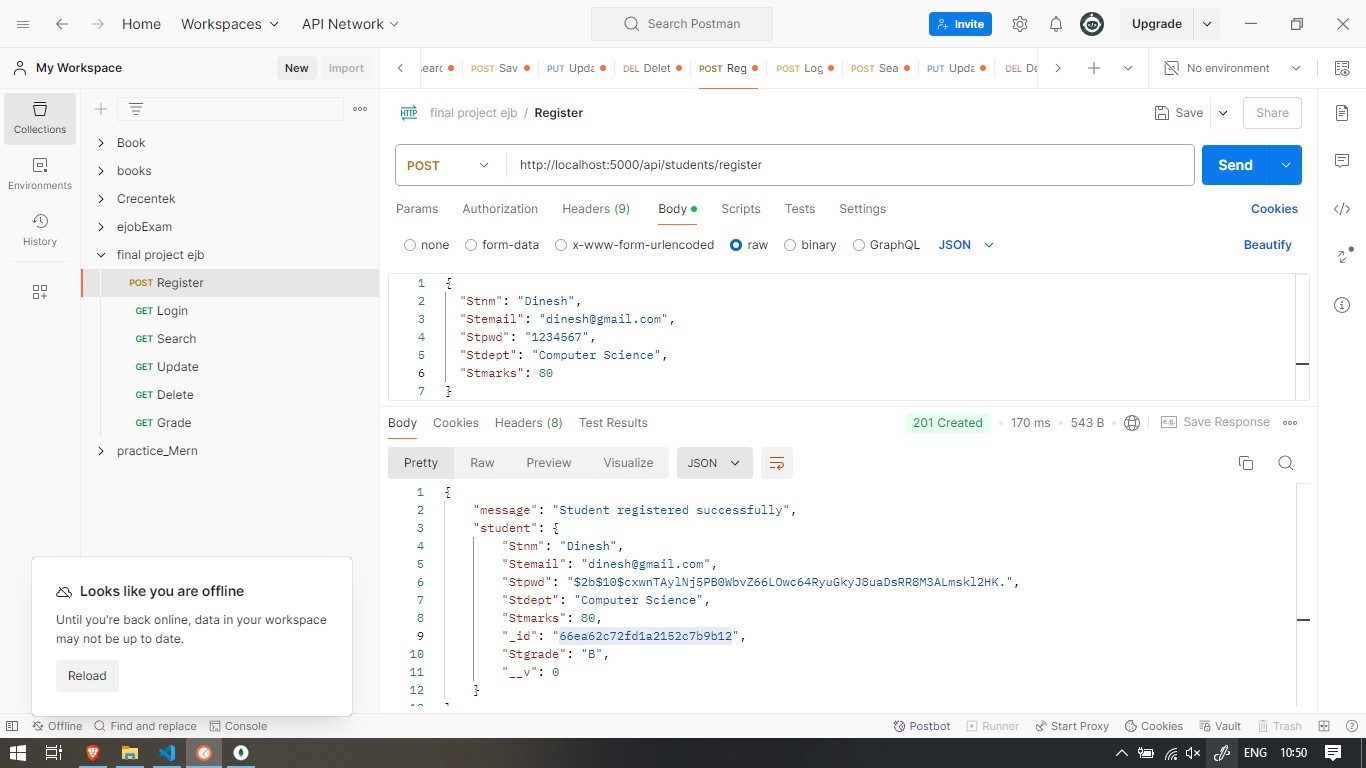 Home Workspaces API Network Search Postman Invite Upgrade
My Workspace New Import
POST Sav PUT Upda DEL Delet POST Reg POST Log POST Sea PUT Upda DEL De No environment
Collections
Environments
History
Book
books
Crecentek
ejobExam
final project ejb
POST Register
GET Login
GET Search
GET Update
GET Delete
GET Grade
practice_Mern
HTTP final project ejb / Register Save Share
POST http://localhost:5000/api/students/register Send
Params Authorization Headers (9) Body Scripts Tests Settings Cookies
none form-data x-www-form-urlencoded raw binary GraphQL JSON Beautify
1 {
2 "Stnm": "Dinesh",
3 "Stemail": "dinesh@gmail.com",
4 "Stpwd": "1234567",
5 "Stdept": "Computer Science",
6 "Stmarks": 80
7 }
Body Cookies Headers (8) Test Results 201 Created 170 ms 543 B Save Response
Pretty Raw Preview Visualize JSON
1 {
2 "message": "Student registered successfully",
3 "student": {
4 "Stnm": "Dinesh",
5 "Stemail": "dinesh@gmail.com",
6 "Stpwd": "$2b$10$cxwnTAylNj5PB0WbvZ66LOwc64RyuGkyJ8uaDsRR8M3ALmskl2HK.",
7 "Stdept": "Computer Science",
8 "Stmarks": 80,
9 "_id": "66ea62c72fd1a2152c7b9b12",
10 "Stgrade": "B",
11 "__v": 0
12 }
Looks like you are offline
Until you're back online, data in your workspace
may not be up to date.
Reload
Offline Find and replace Console Postbot Runner Start Proxy Cookies Vault Trash
ENG 10:50